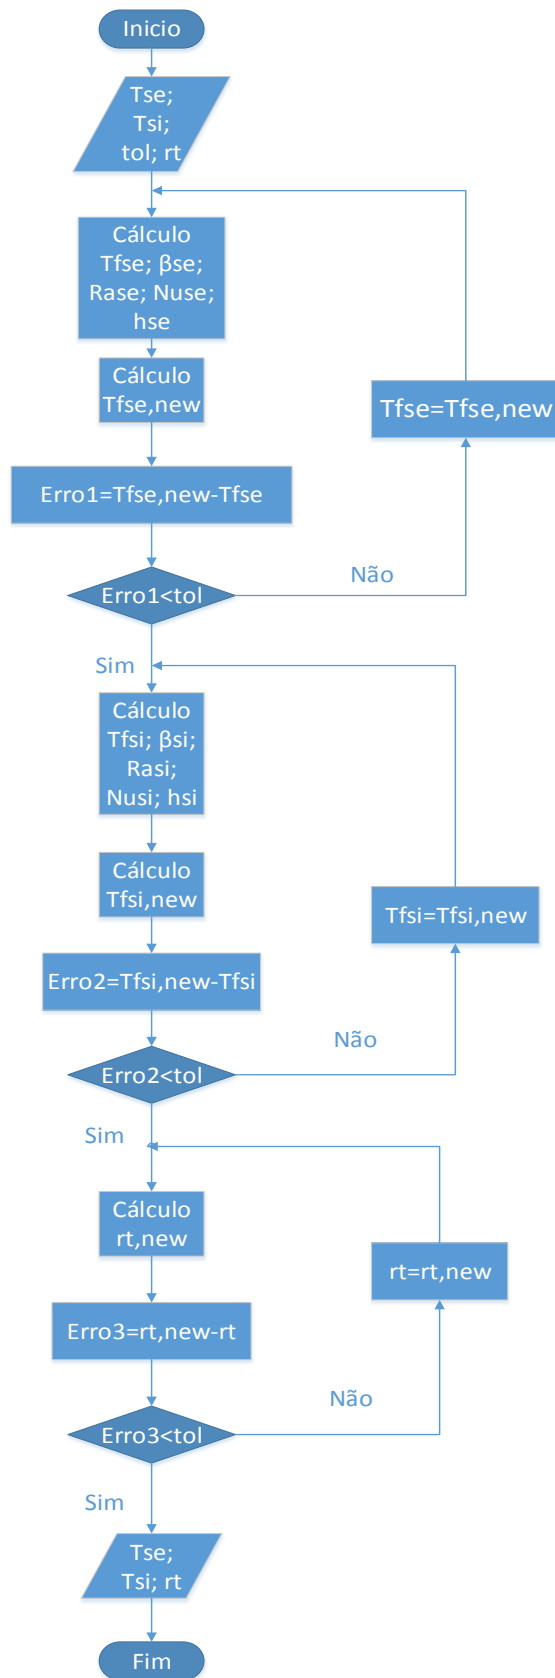 Inicio
Tse;
Tsi;
tol; rt
Cálculo
Tfse; βse;
Rase; Nuse;
hse
Cálculo
Tfse,new
Tfse=Tfse,new
Erro1=Tfse,new-Tfse
Erro1<tol
Não
Sim
Cálculo
Tfsi; βsi;
Rasi;
Nusi; hsi
Cálculo
Tfsi,new
Tfsi=Tfsi,new
Erro2=Tfsi,new-Tfsi
Não
Erro2<tol
Sim
Cálculo
rt,new
rt=rt,new
Erro3=rt,new-rt
Não
Erro3<tol
Sim
Tse;
Tsi; rt
Fim